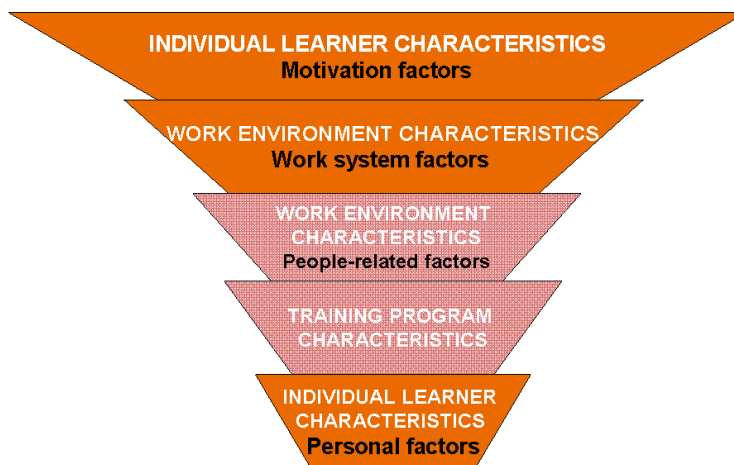 INDIVIDUAL LEARNER CHARACTERISTICS
Motivation factors
WORK ENVIRONMENT CHARACTERISTICS
Work system factors
WORK ENVIRONMENT
CHARACTERISTICS
People-related factors
TRAINING PROGRAM
CHARACTERISTICS
INDIVIDUAL LEARNER
CHARACTERISTICS
Personal factors